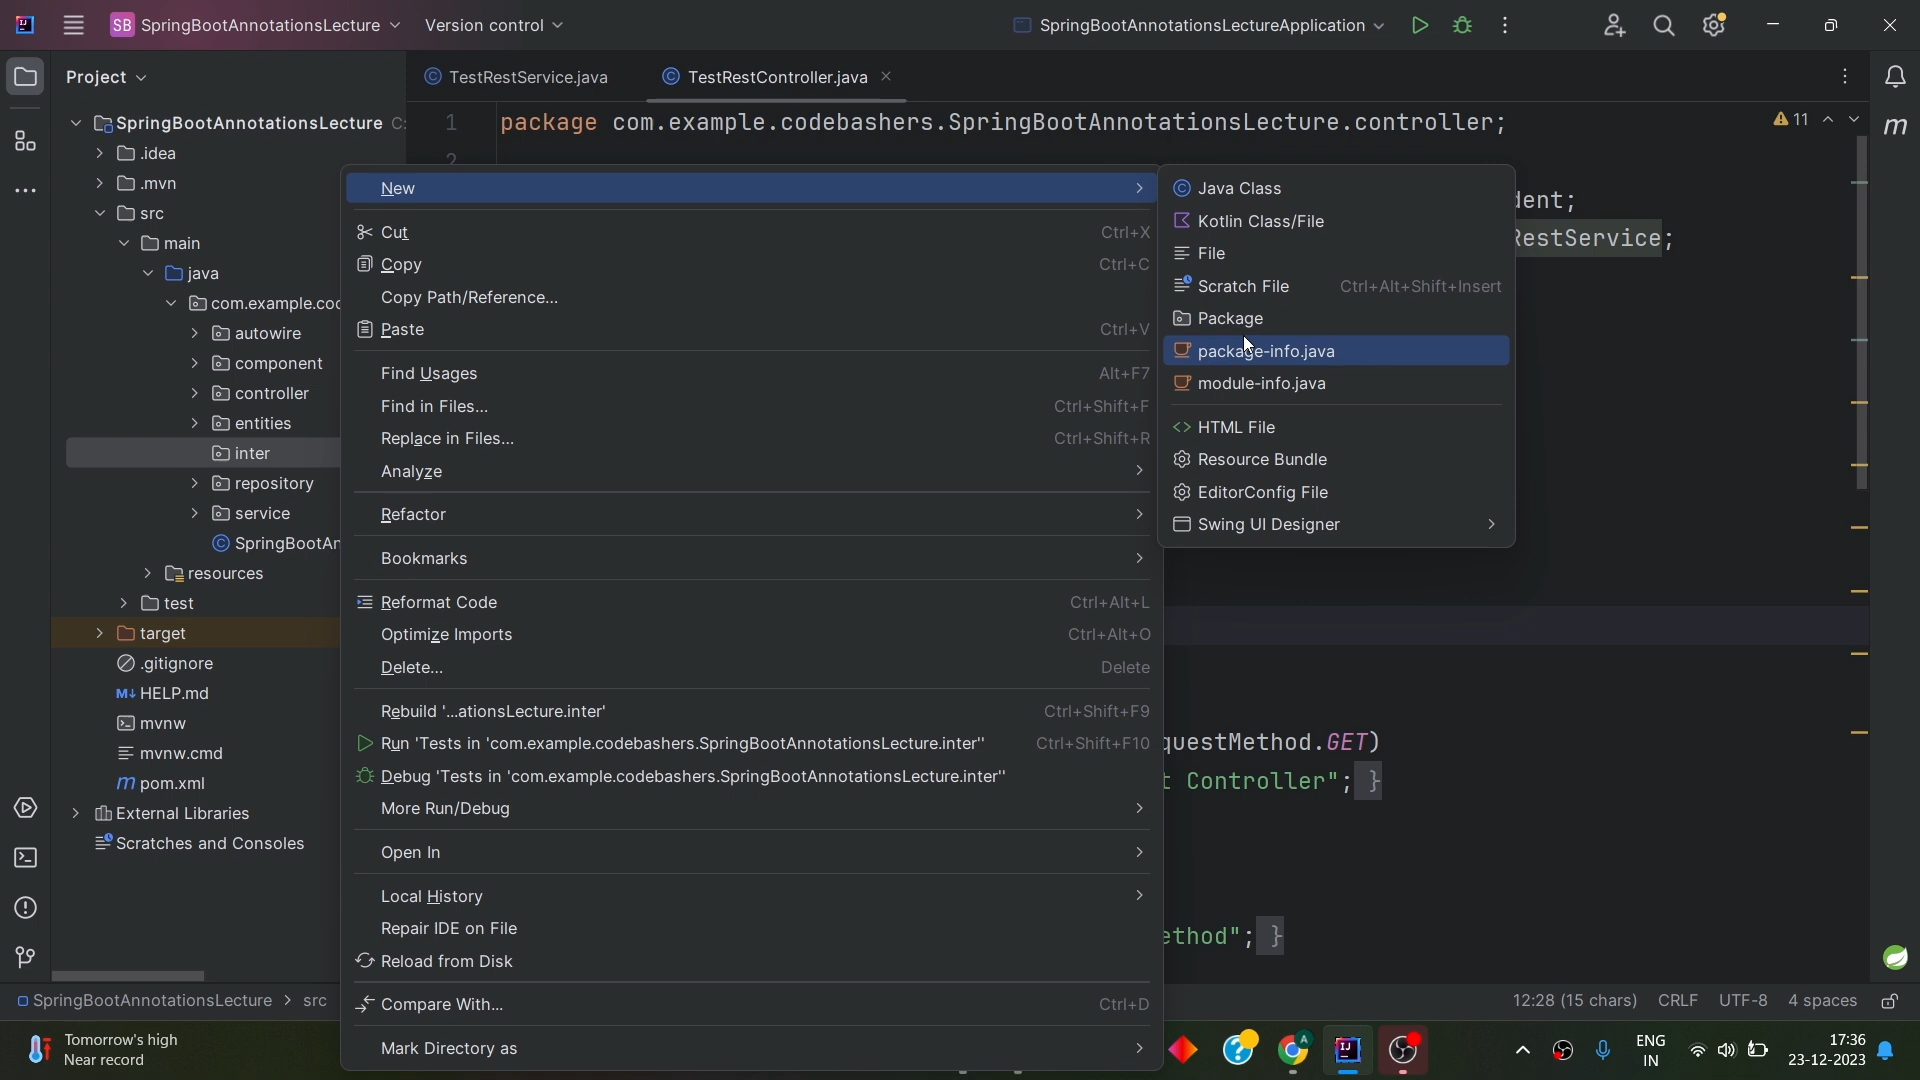 SB SpringBootAnnotationsLecture
Version control
SpringBootAnnotationsLectureApplication
Project
TestRestService.java
TestRestController.java
SpringBootAnnotationsLecture C:
.idea
.mvn
src
main
java
com.example.coc
autowire
component
controller
entities
inter
repository
service
SpringBootAn
resources
test
target
.gitignore
M↓ HELP.md
mvnw
mvnw.cmd
m pom.xml
External Libraries
Scratches and Consoles
1 package com.example.codebashers.SpringBootAnnotationsLecture.controller;
11
2
dent;
RestService;
questMethod.GET)
t Controller"; }
ethod"; }
New
Cut Ctrl+X
Copy Ctrl+C
Copy Path/Reference...
Paste Ctrl+V
Find Usages Alt+F7
Find in Files... Ctrl+Shift+F
Replace in Files... Ctrl+Shift+R
Analyze
Refactor
Bookmarks
Reformat Code Ctrl+Alt+L
Optimize Imports Ctrl+Alt+O
Delete... Delete
Rebuild '...ationsLecture.inter' Ctrl+Shift+F9
Run 'Tests in 'com.example.codebashers.SpringBootAnnotationsLecture.inter'' Ctrl+Shift+F10
Debug 'Tests in 'com.example.codebashers.SpringBootAnnotationsLecture.inter''
More Run/Debug
Open In
Local History
Repair IDE on File
Reload from Disk
Compare With... Ctrl+D
Mark Directory as
Java Class
Kotlin Class/File
File
Scratch File Ctrl+Alt+Shift+Insert
Package
package-info.java
module-info.java
HTML File
Resource Bundle
EditorConfig File
Swing UI Designer
m
SpringBootAnnotationsLecture > src
12:28 (15 chars) CRLF UTF-8 4 spaces
Tomorrow's high
Near record
ENG
IN
17:36
23-12-2023